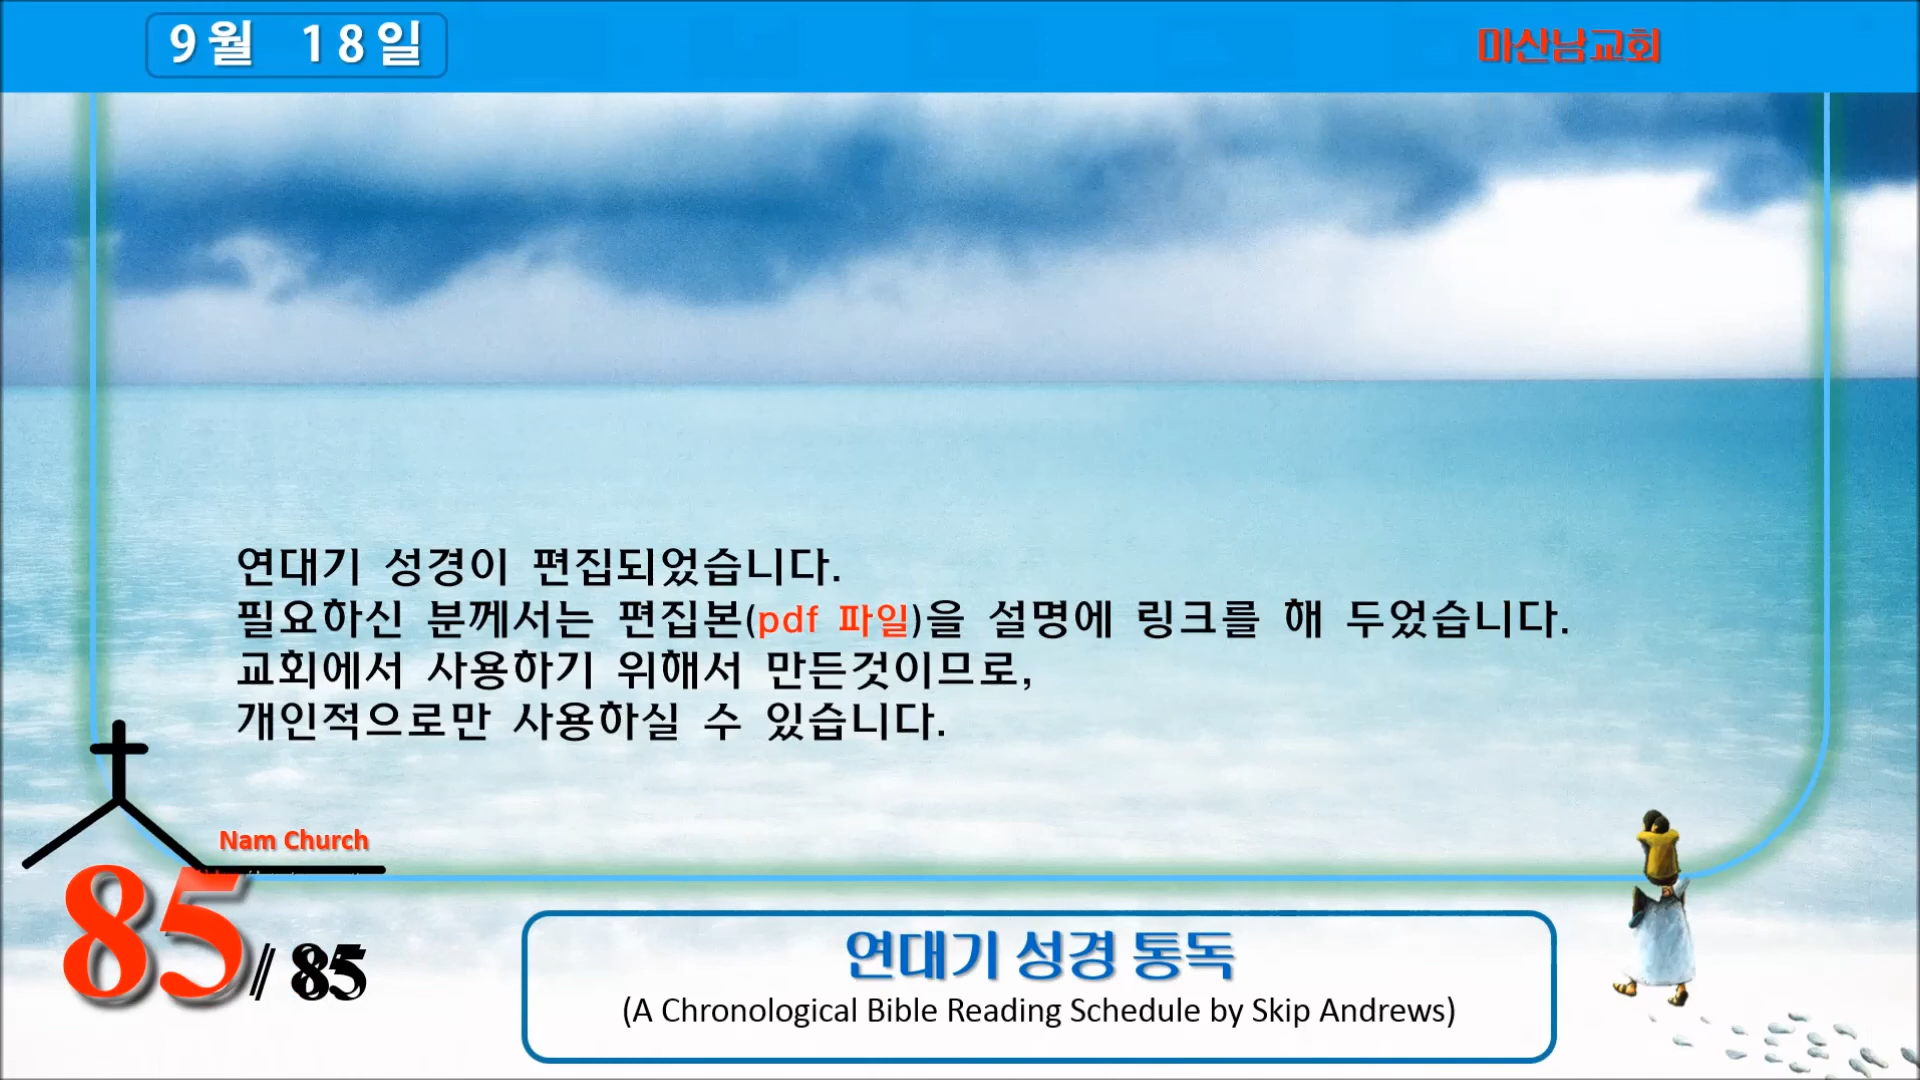 9월 18일
마산남교회
연대기 성경이 편집되었습니다.
필요하신 분께서는 편집본(pdf 파일)을 설명에 링크를 해 두었습니다.
교회에서 사용하기 위해서 만든것이므로,
개인적으로만 사용하실 수 있습니다.
Nam Church
85 / 85
연대기 성경 통독
(A Chronological Bible Reading Schedule by Skip Andrews)